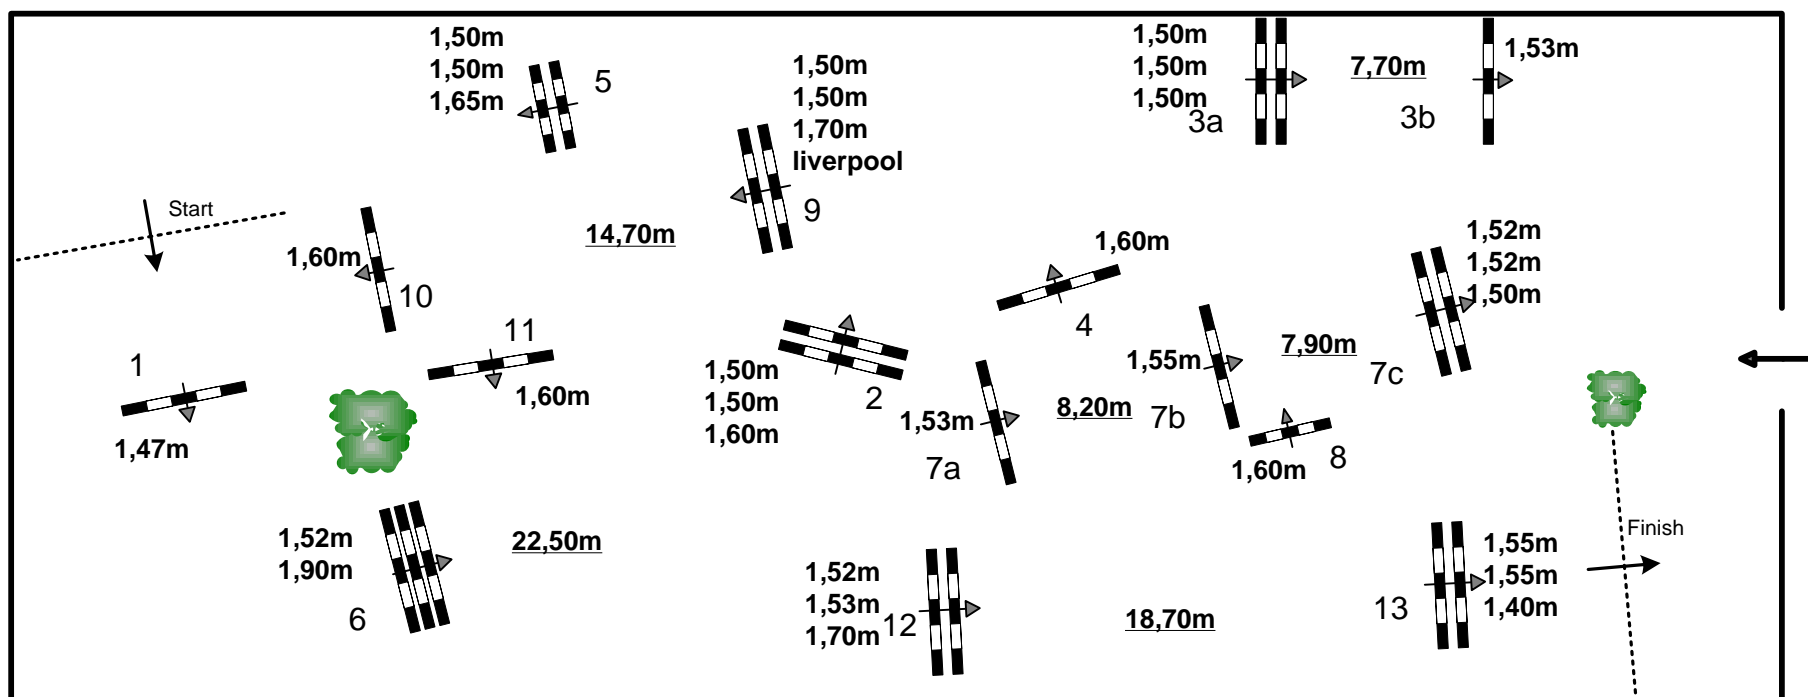 1,50m
1,50m
1,65m
5
1,50m
1,50m
1,70m
liverpool
9
1,50m
1,50m
1,50m
3a
7,70m
1,53m
3b
Start
1,60m
10
14,70m
1,60m
4
1,52m
1,52m
1,50m
7c
1
1,47m
11
1,60m
1,50m
1,50m
1,60m
2
1,53m
7a
8,20m
1,55m
7b
7,90m
1,60m
8
1,52m
1,90m
6
22,50m
1,52m
1,53m
1,70m
12
18,70m
13
1,55m
1,55m
1,40m
Finish